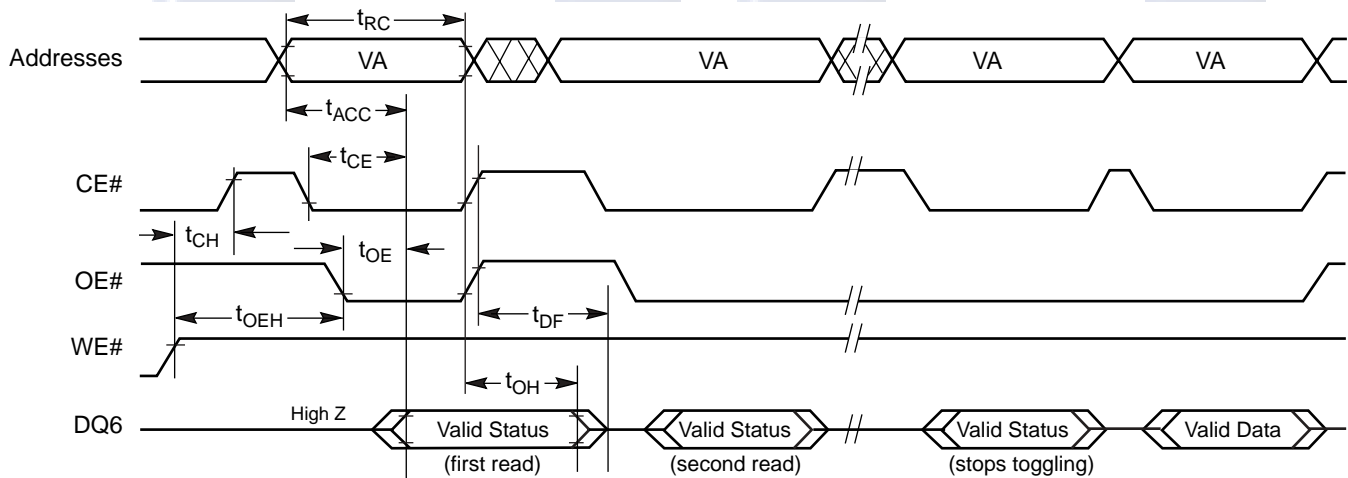 tRC
Addresses VA VA VA VA
tACC
tCE
CE#
tCH tOE
OE#
tOEH tDF
WE#
tOH
High Z
DQ6 Valid Status Valid Status Valid Status Valid Data
(first read) (second read) (stops toggling)